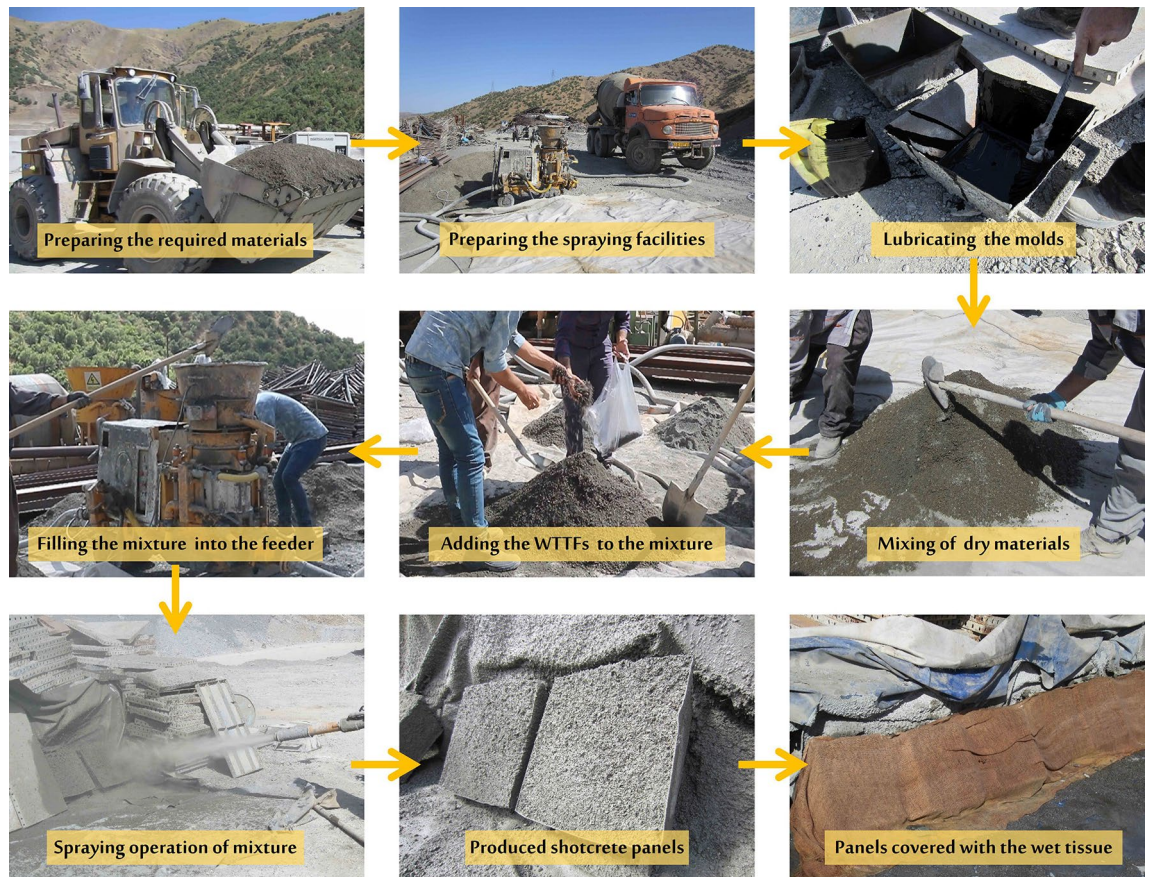 Preparing the required materials
Preparing the spraying facilities
Lubricating the molds
Mixing of dry materials
Adding the WTTFs to the mixture
Filling the mixture into the feeder
Spraying operation of mixture
Produced shotcrete panels
Panels covered with the wet tissue